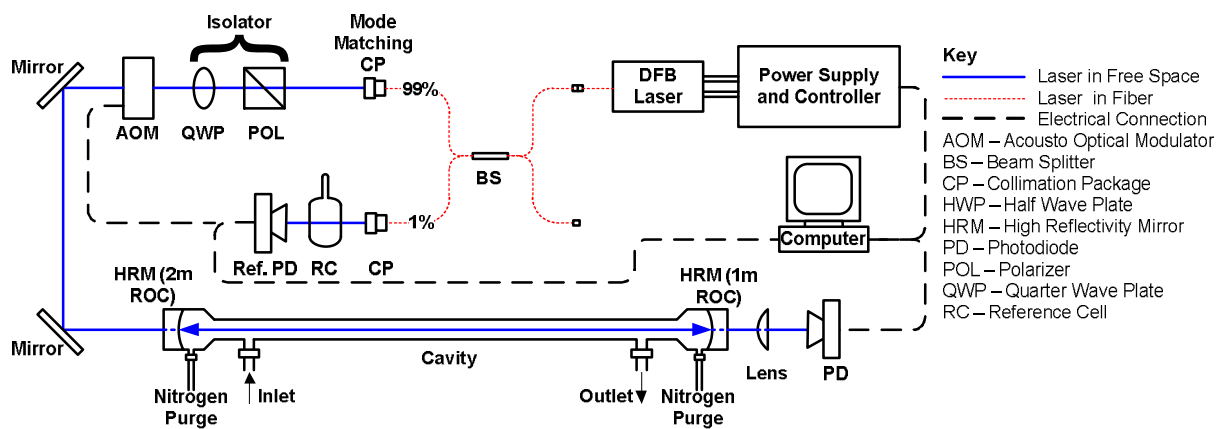 Isolator
Mode
Matching
CP
Mirror
AOM
QWP
POL
99%
DFB
Laser
Power Supply
and Controller
BS
1%
Ref. PD
RC
CP
Computer
HRM (2m
ROC)
HRM (1m
ROC)
Mirror
Cavity
Lens
PD
Nitrogen
Purge
Inlet
Outlet
Nitrogen
Purge
Key
Laser in Free Space
Laser in Fiber
Electrical Connection
AOM – Acousto Optical Modulator
BS – Beam Splitter
CP – Collimation Package
HWP – Half Wave Plate
HRM – High Reflectivity Mirror
PD – Photodiode
POL – Polarizer
QWP – Quarter Wave Plate
RC – Reference Cell